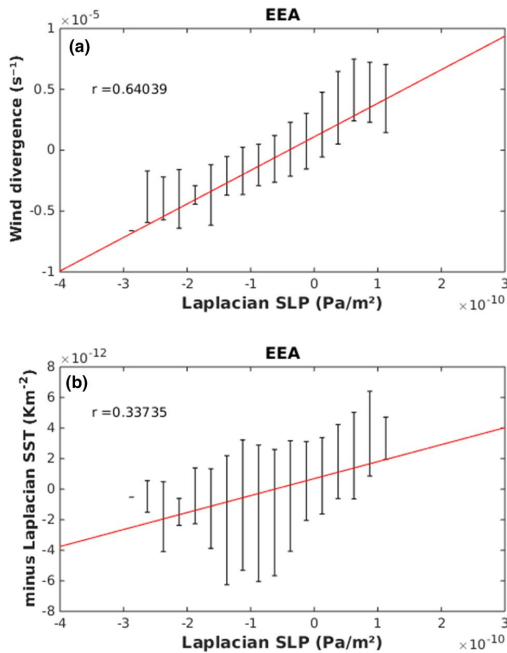 EEA
×10⁻⁵
(a)
r =0.64039
Wind divergence (s⁻¹)
1
0.5
0
-0.5
-1
-4 -3 -2 -1 0 1 2 3
Laplacian SLP (Pa/m²)
×10⁻¹⁰
EEA
×10⁻¹²
(b)
r =0.33735
minus Laplacian SST (Km⁻²)
8
6
4
2
0
-2
-4
-6
-8
-4 -3 -2 -1 0 1 2 3
Laplacian SLP (Pa/m²)
×10⁻¹⁰